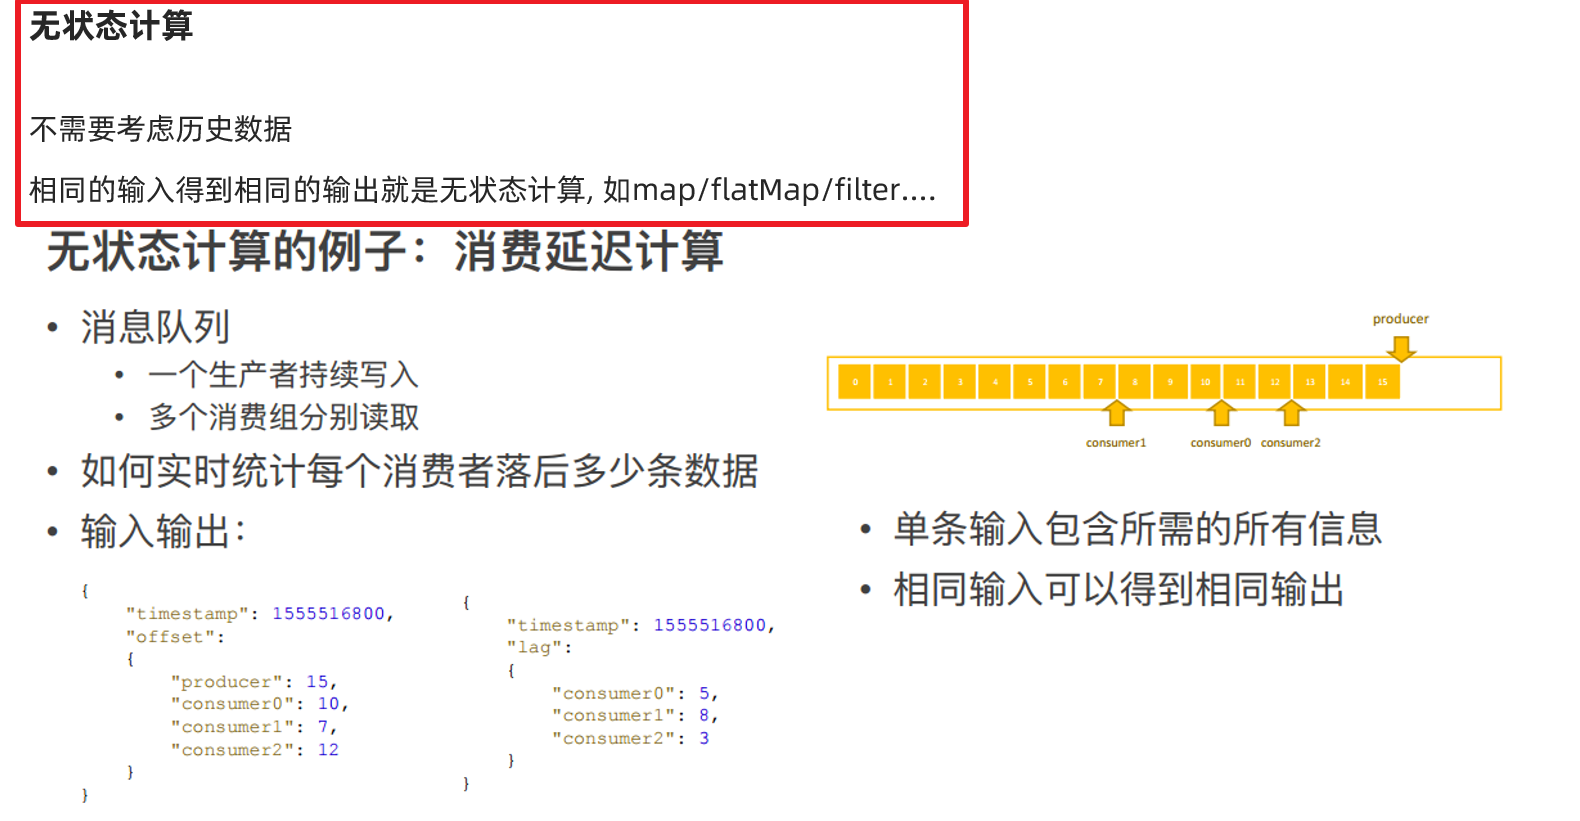 无状态计算
不需要考虑历史数据
相同的输入得到相同的输出就是无状态计算, 如map/flatMap/filter....
无状态计算的例子：消费延迟计算
• 消息队列
• 一个生产者持续写入
• 多个消费组分别读取
• 如何实时统计每个消费者落后多少条数据
• 输入输出：
{
"timestamp": 1555516800,
"offset":
{
"producer": 15,
"consumer0": 10,
"consumer1": 7,
"consumer2": 12
}
}
{
"timestamp": 1555516800,
"lag":
{
"consumer0": 5,
"consumer1": 8,
"consumer2": 3
}
}
producer
0 1 2 3 4 5 6 7 8 9 10 11 12 13 14 15
consumer1 consumer0 consumer2
• 单条输入包含所需的所有信息
• 相同输入可以得到相同输出